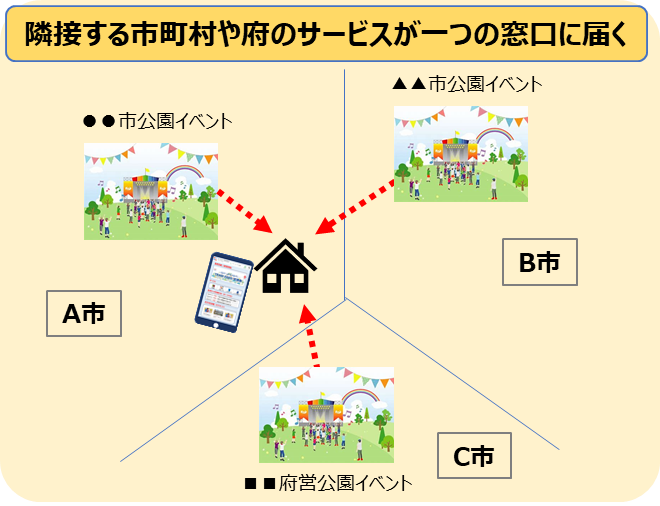 隣接する市町村や府のサービスが一つの窓口に届く
▲▲市公園イベント
●●市公園イベント
B市
A市
C市
■■府営公園イベント